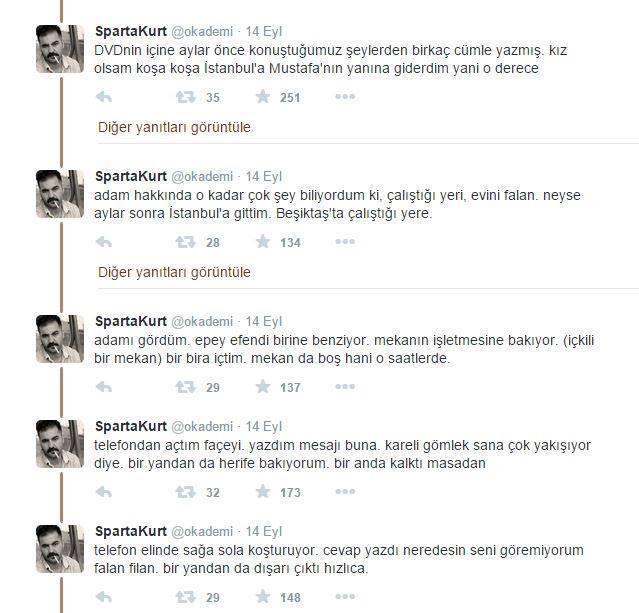 SpartaKurt @okademi · 14 Eyl
DVDnin içine aylar önce konuştuğumuz şeylerden birkaç cümle yazmış. kız
olsam koşa koşa İstanbul'a Mustafa'nın yanına giderdim yani o derece
35 251
Diğer yanıtları görüntüle
SpartaKurt @okademi · 14 Eyl
adam hakkında o kadar çok şey biliyordum ki, çalıştığı yeri, evini falan. neyse
aylar sonra İstanbul'a gittim. Beşiktaş'ta çalıştığı yere.
28 134
Diğer yanıtları görüntüle
SpartaKurt @okademi · 14 Eyl
adamı gördüm. epey efendi birine benziyor. mekanın işletmesine bakıyor. (içkili
bir mekan) bir bira içtim. mekan da boş hani o saatlerde.
29 137
SpartaKurt @okademi · 14 Eyl
telefondan açtım façeyi. yazdım mesajı buna. kareli gömlek sana çok yakışıyor
diye. bir yandan da herife bakıyorum. bir anda kalktı masadan
32 173
SpartaKurt @okademi · 14 Eyl
telefon elinde sağa sola koşturuyor. cevap yazdı neredesin seni göremiyorum
falan filan. bir yandan da dışarı çıktı hızlıca.
29 148